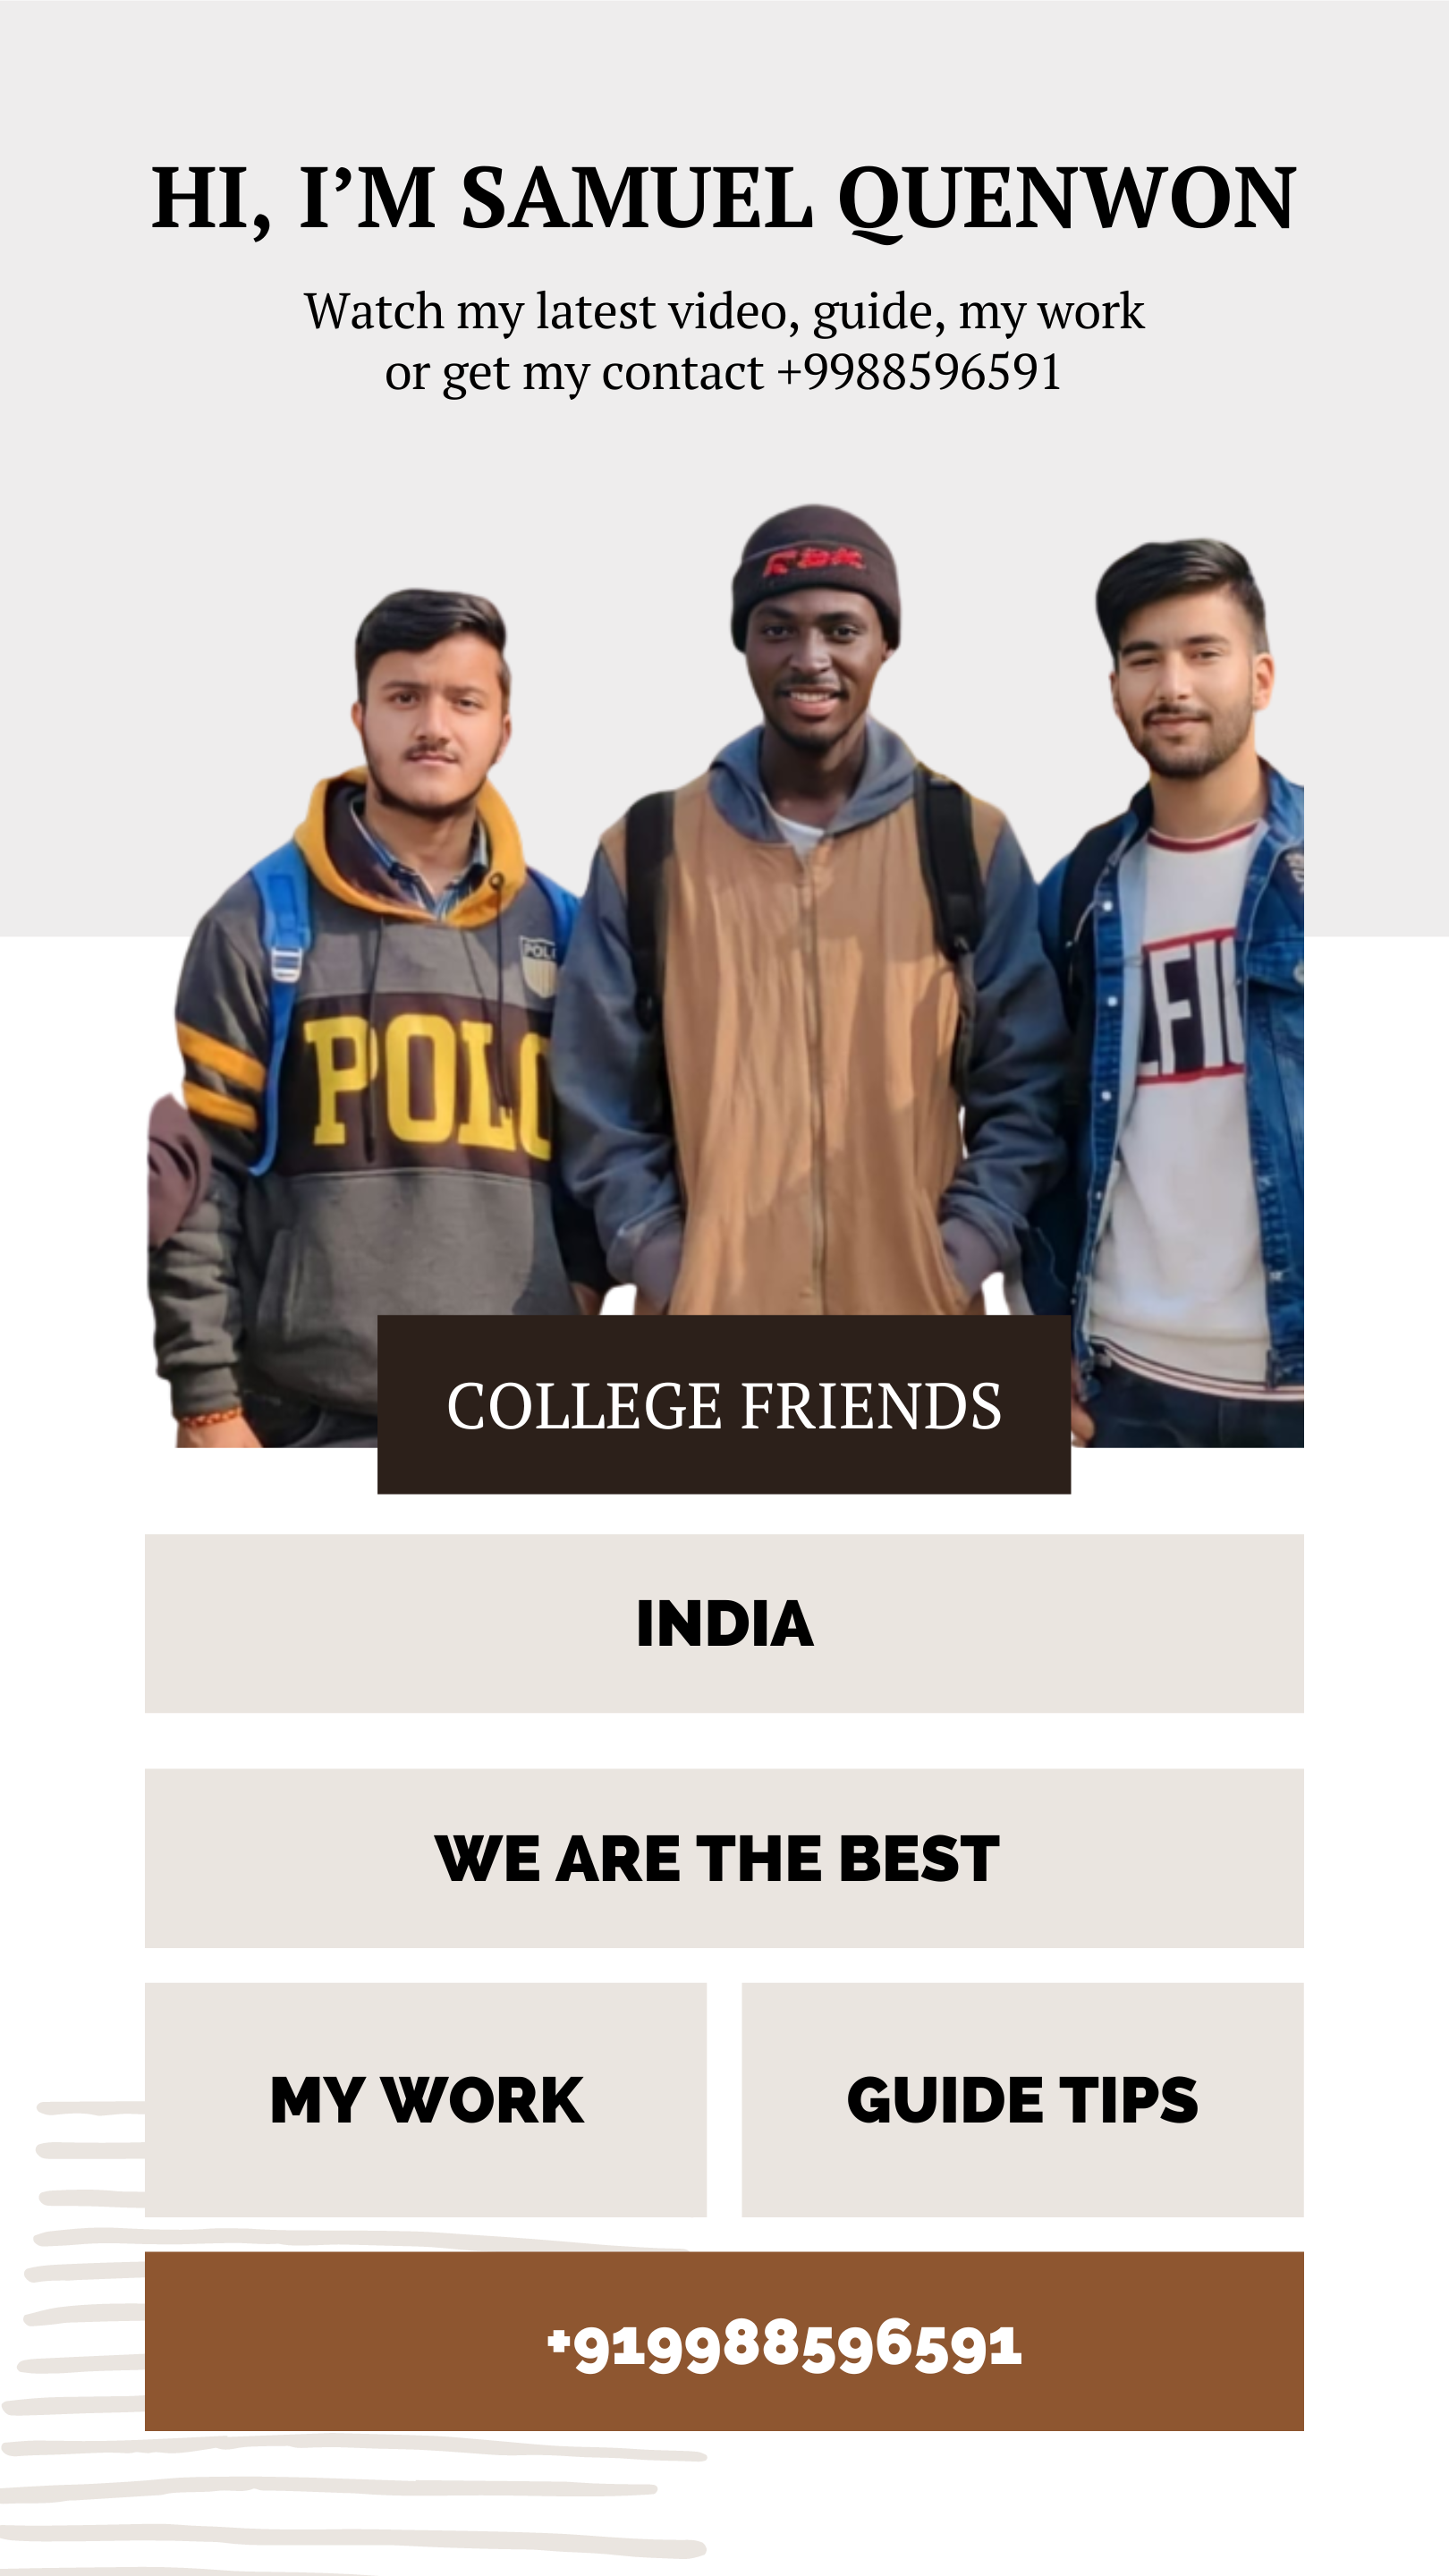 HI, I’M SAMUEL QUENWON
Watch my latest video, guide, my work
or get my contact +9988596591
POLO
COLLEGE FRIENDS
INDIA
WE ARE THE BEST
MY WORK
GUIDE TIPS
+919988596591